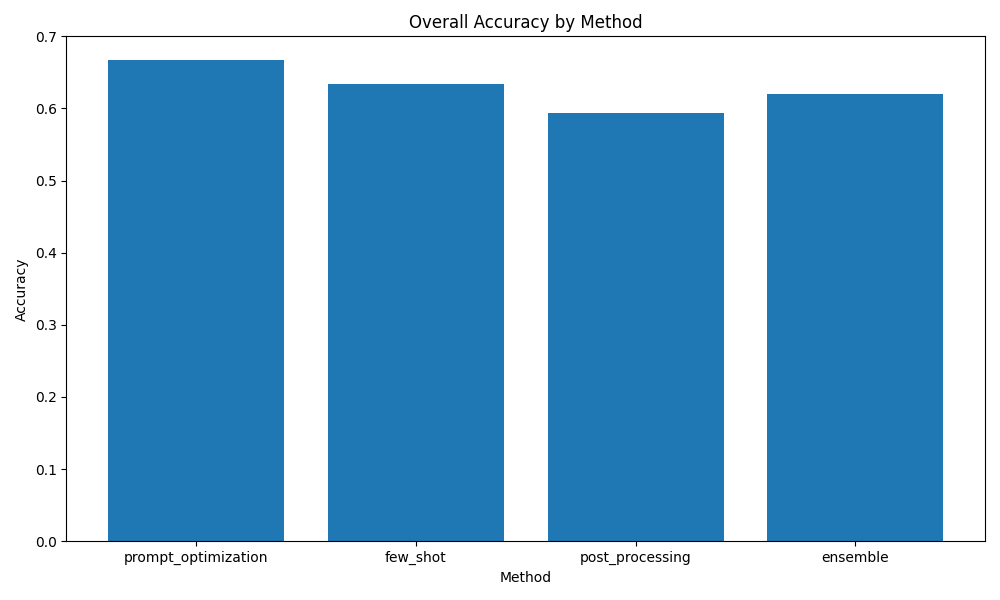 Overall Accuracy by Method
0.7
0.6
0.5
0.4
0.3
0.2
0.1
0.0
Accuracy
prompt_optimization few_shot post_processing ensemble
Method